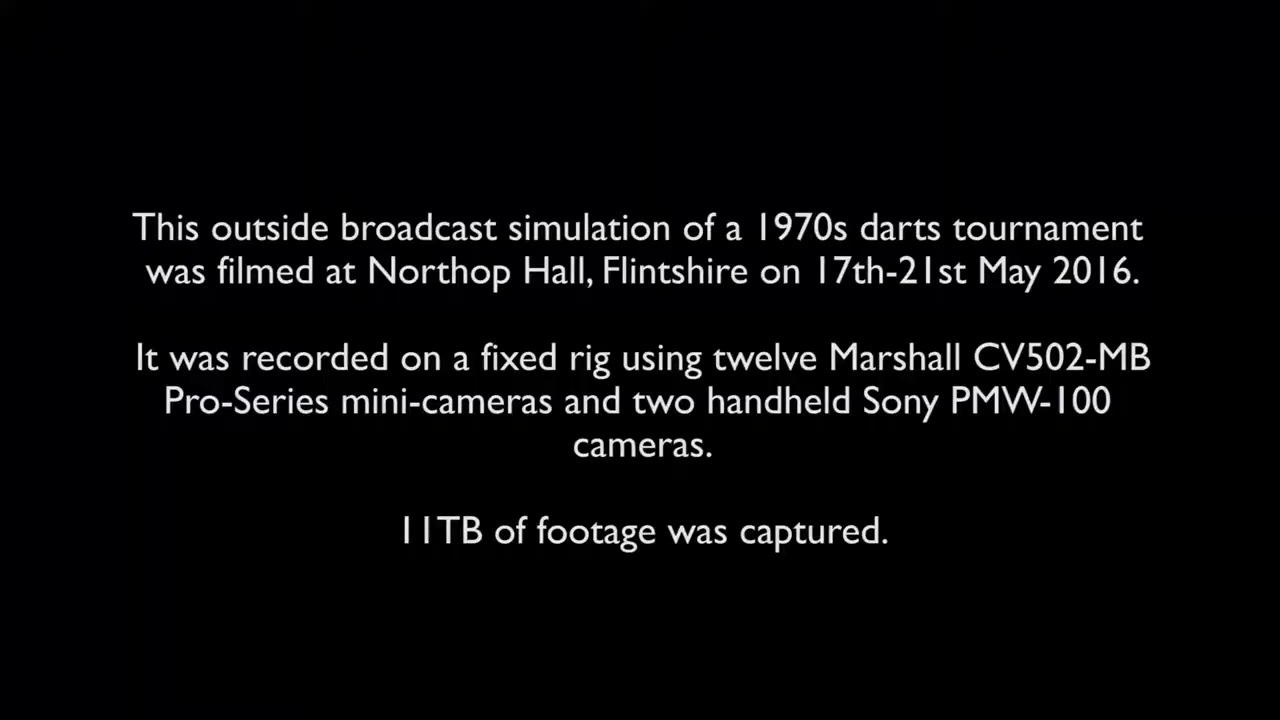 This outside broadcast simulation of a 1970s darts tournament
was filmed at Northop Hall, Flintshire on 17th-21st May 2016.
It was recorded on a fixed rig using twelve Marshall CV502-MB
Pro-Series mini-cameras and two handheld Sony PMW-100
cameras.
11TB of footage was captured.